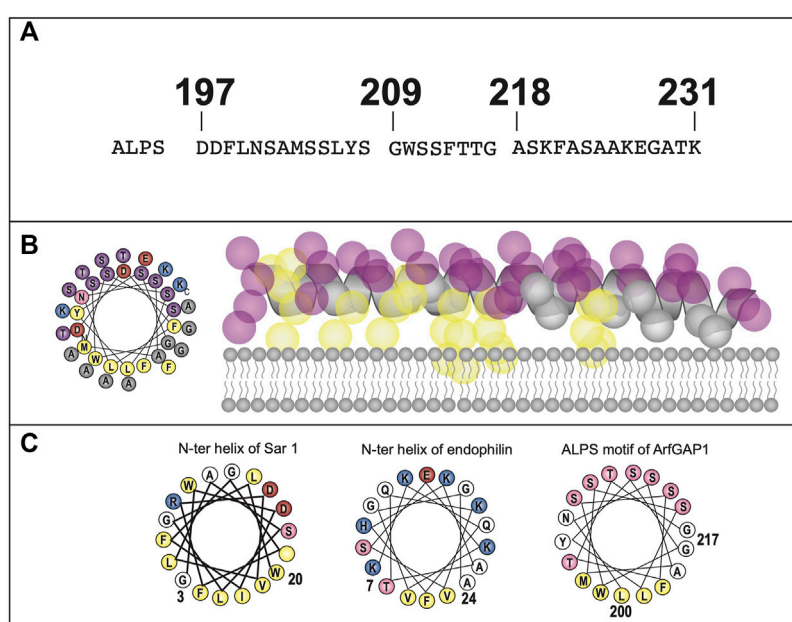 A
197 209 218 231
ALPS DDFLNSAMSSLYS GWSSFTTG ASKFASAAKEGATK
B
T S T E K K
S S S D S S S S
S N A
K Y S F
T D G G
A M W L L F A F
A A A
C
N-ter helix of Sar 1 N-ter helix of endophilin ALPS motif of ArfGAP1
W A G L D D S W V I L F G L F G R
3 20
Q K E K G K Q K A A V F V T K S H G
7 24
S S T S S S S G G A F L L W M T Y N
217
200